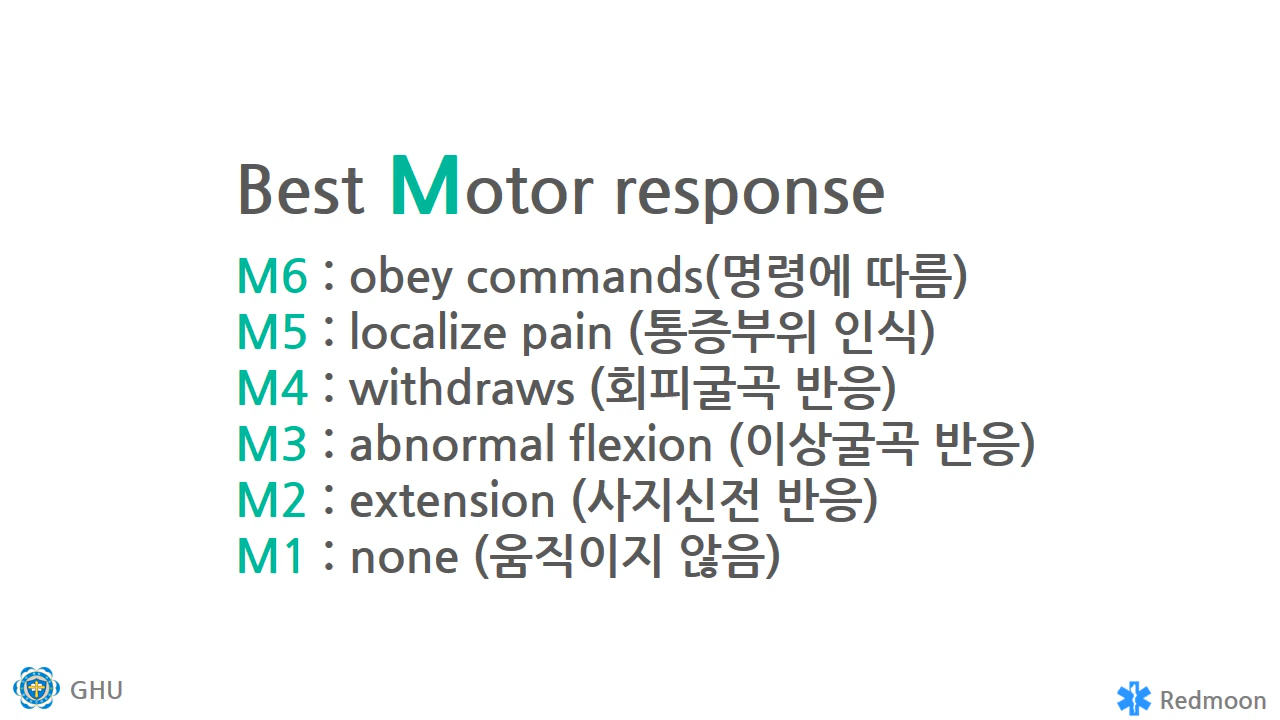 Best Motor response
M6 : obey commands(명령에 따름)
M5 : localize pain (통증부위 인식)
M4 : withdraws (회피굴곡 반응)
M3 : abnormal flexion (이상굴곡 반응)
M2 : extension (사지신전 반응)
M1 : none (움직이지 않음)
GHU
Redmoon